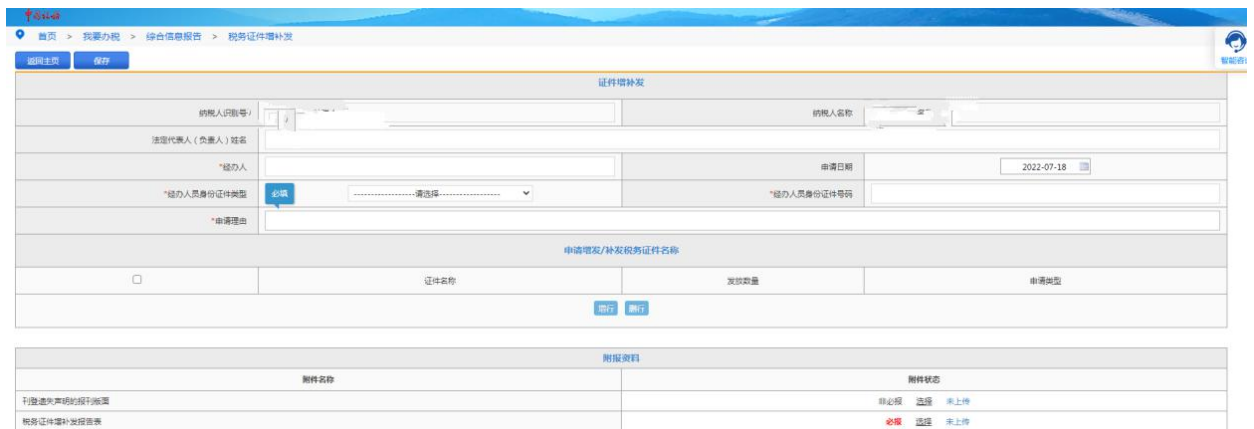 中国税务
首页 > 我要办税 > 综合信息报告 > 税务证件增补发
智能咨询
返回主页 保存
证件增补发
纳税人识别号/ 纳税人名称
法定代表人（负责人）姓名
*经办人 申请日期 2022-07-18
*经办人员身份证件类型 必填 -------------------请选择------------------- *经办人员身份证件号码
*申请理由
申请增发/补发税务证件名称
证件名称 发放数量 申请类型
增行 删行
附报资料
附件名称 附件状态
刊登遗失声明的报刊版面 非必报 选择 未上传
税务证件增补发报告表 必报 选择 未上传